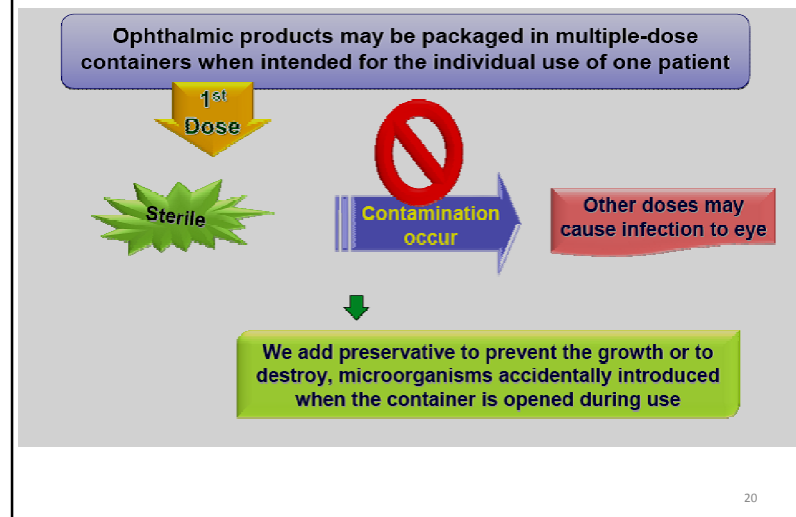 Ophthalmic products may be packaged in multiple-dose
containers when intended for the individual use of one patient
1st
Dose
Sterile
Contamination
occur
Other doses may
cause infection to eye
We add preservative to prevent the growth or to
destroy, microorganisms accidentally introduced
when the container is opened during use
20